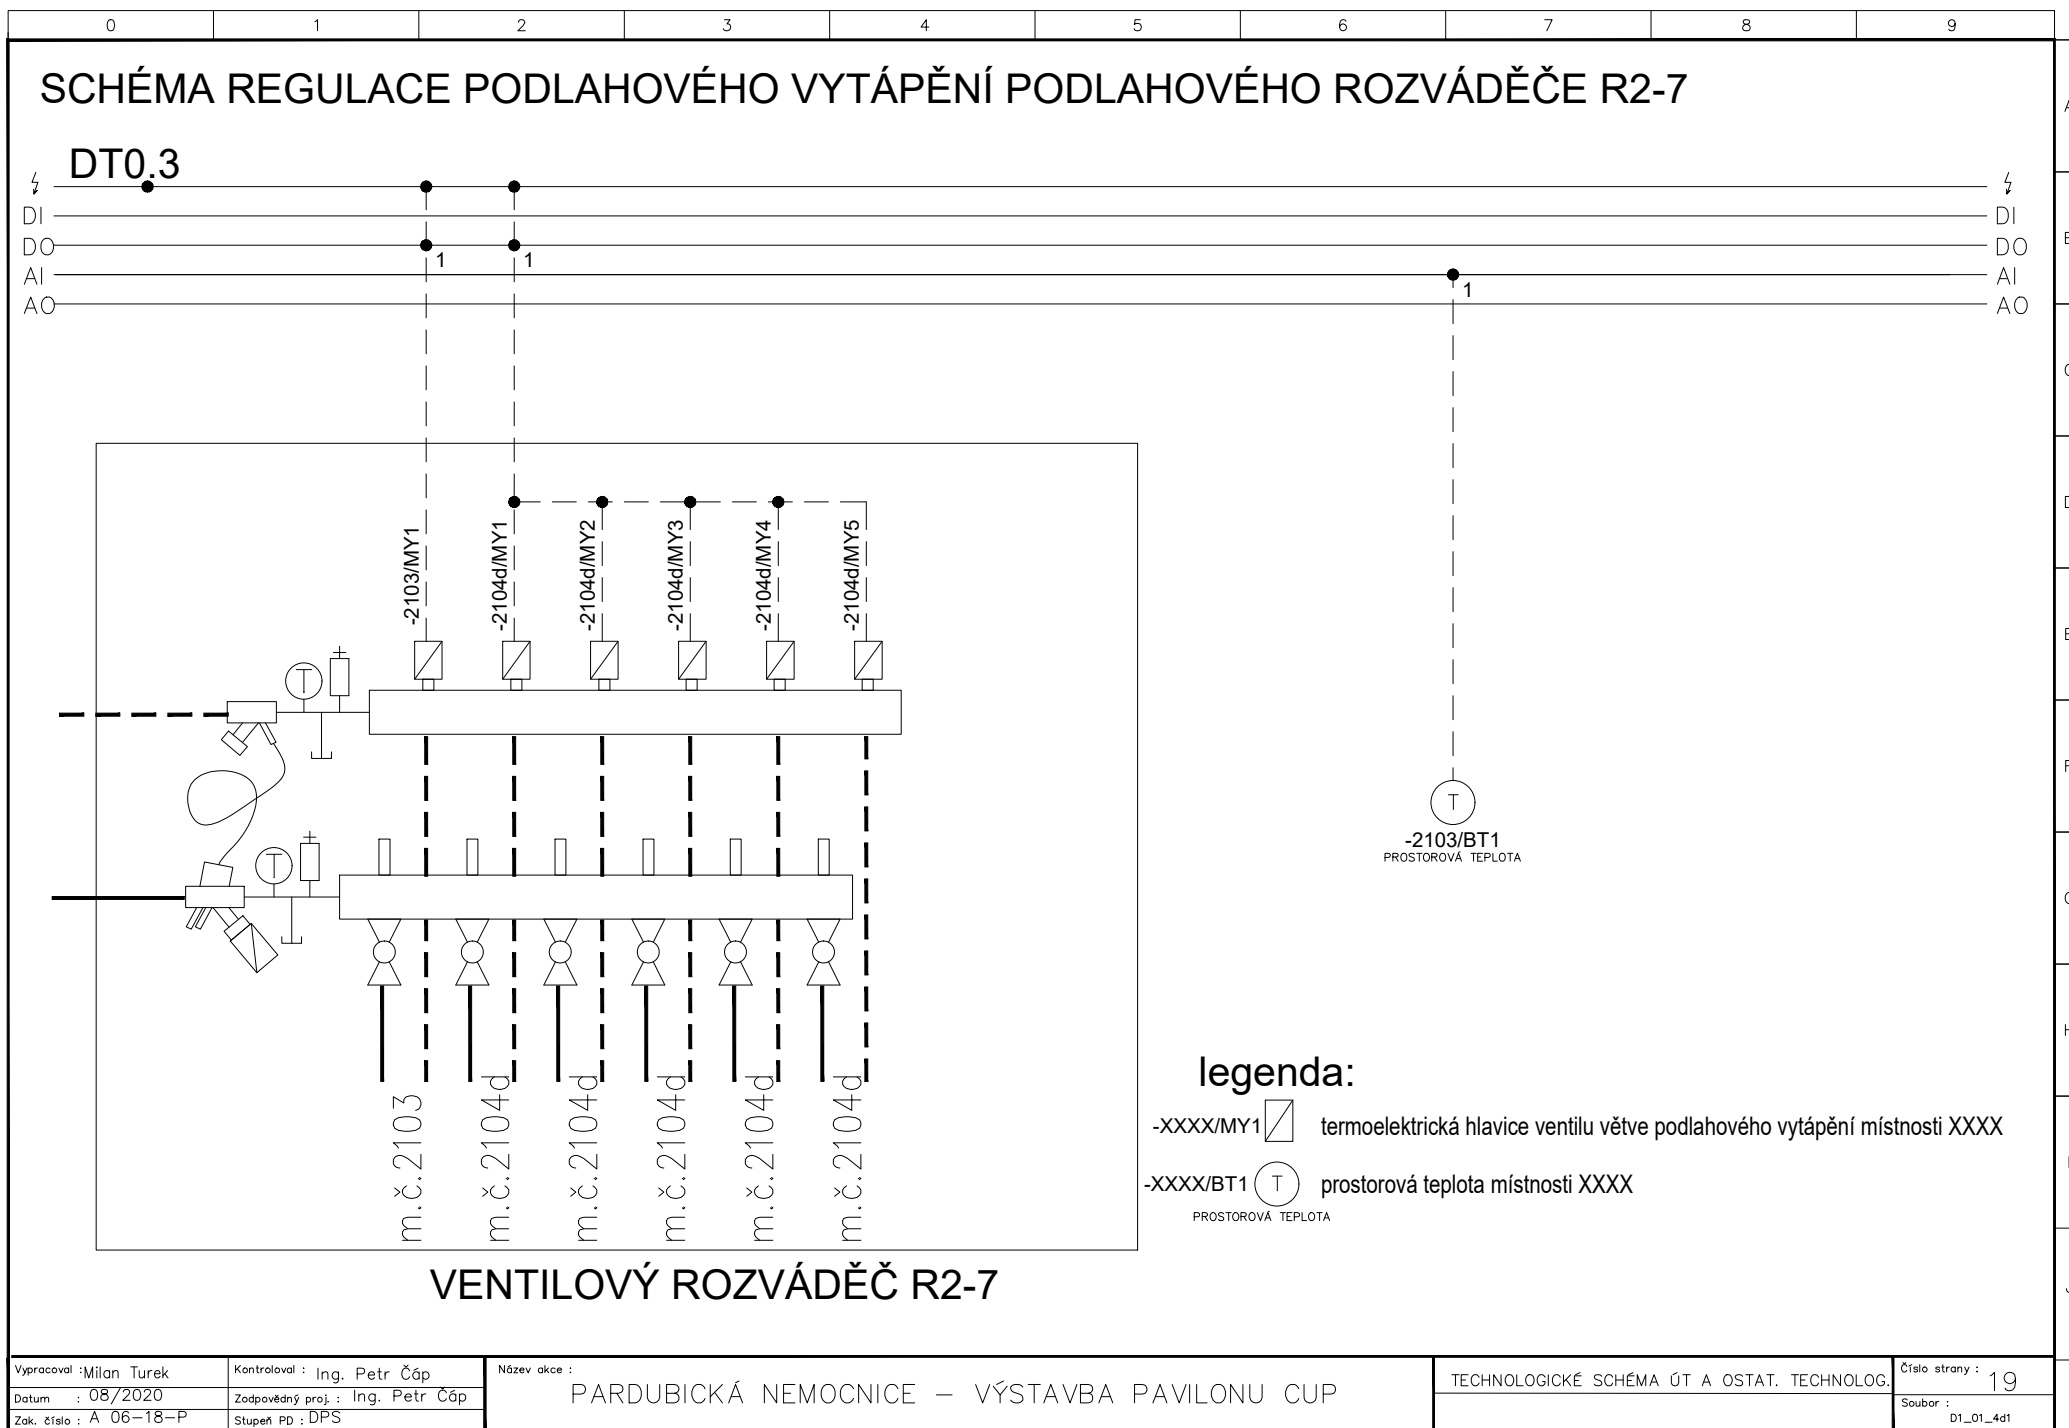 0 1 2 3 4 5 6 7 8 9
SCHÉMA REGULACE PODLAHOVÉHO VYTÁPĚNÍ PODLAHOVÉHO ROZVÁDĚČE R2-7
DT0.3
DI DI
DO DO
1 1
AI AI
1
AO AO
-2103/MY1
-2104d/MY1
-2104d/MY2
-2104d/MY3
-2104d/MY4
-2104d/MY5
T
T
T
-2103/BT1
PROSTOROVÁ TEPLOTA
m.č.2103
m.č.2104d
m.č.2104d
m.č.2104d
m.č.2104d
m.č.2104d
legenda:
-XXXX/MY1 termoelektrická hlavice ventilu větve podlahového vytápění místnosti XXXX
-XXXX/BT1 T prostorová teplota místnosti XXXX
PROSTOROVÁ TEPLOTA
VENTILOVÝ ROZVÁDĚČ R2-7
Vypracoval : Milan Turek
Datum : 08/2020
Zak. číslo : A 06-18-P
Kontroloval : Ing. Petr Čáp
Zodpovědný proj. : Ing. Petr Čáp
Stupeň PD : DPS
Název akce :
PARDUBICKÁ NEMOCNICE – VÝSTAVBA PAVILONU CUP
TECHNOLOGICKÉ SCHÉMA ÚT A OSTAT. TECHNOLOG.
Číslo strany : 19
Soubor :
D1_01_4d1